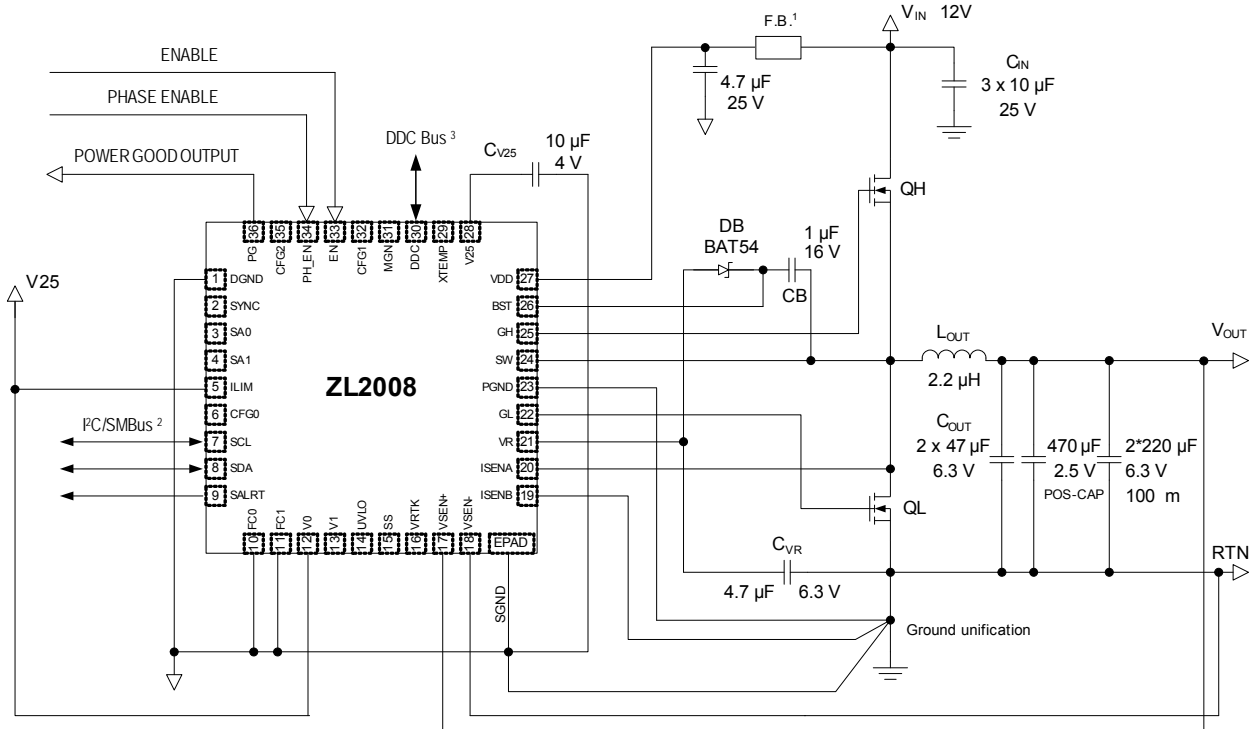 V_IN 12V
F.B.¹
4.7 µF
25 V
C_IN
3 x 10 µF
25 V
ENABLE
PHASE ENABLE
POWER GOOD OUTPUT
DDC Bus ³
C_V25
10 µF
4 V
QH
DB
BAT54
1 µF
16 V
CB
V25
36 35 34 33 32 31 30 29 28
PG CFG2 PH_EN EN CFG1 MGN DDC XTEMP V25
1 DGND
2 SYNC
3 SA0
4 SA1
5 ILIM
6 CFG0
7 SCL
8 SDA
9 SALRT
I²C/SMBus ²
ZL2008
VDD 27
BST 26
GH 25
SW 24
PGND 23
GL 22
VR 21
ISENA 20
ISENB 19
FC0 FC1 V0 V1 UVLO SS VRTK VSEN+ VSEN-
10 11 12 13 14 15 16 17 18
EPAD
SGND
L_OUT
2.2 µH
V_OUT
C_OUT
2 x 47 µF
6.3 V
470 µF
2.5 V
POS-CAP
2*220 µF
6.3 V
100 m
QL
C_VR
4.7 µF
6.3 V
RTN
Ground unification